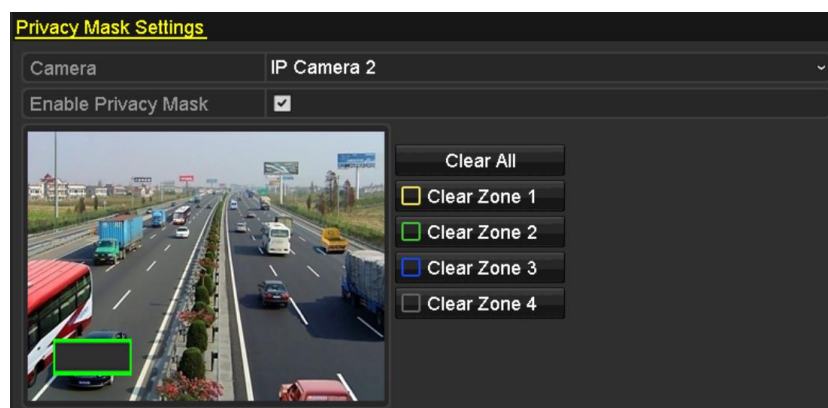 Privacy Mask Settings
Camera IP Camera 2
Enable Privacy Mask
Clear All
Clear Zone 1
Clear Zone 2
Clear Zone 3
Clear Zone 4